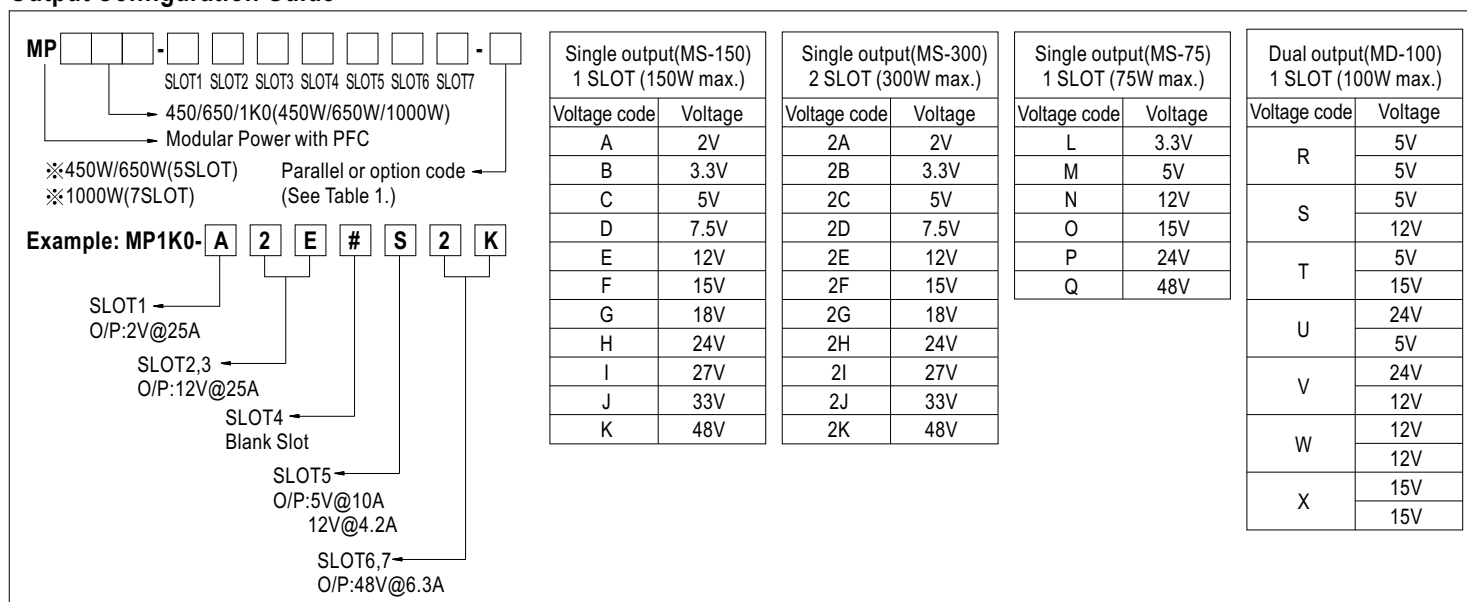 MP - -
SLOT1 SLOT2 SLOT3 SLOT4 SLOT5 SLOT6 SLOT7
450/650/1K0(450W/650W/1000W)
Modular Power with PFC
※450W/650W(5SLOT)
※1000W(7SLOT)
Parallel or option code
(See Table 1.)
Example: MP1K0- A 2 E # S 2 K
SLOT1
O/P:2V@25A
SLOT2,3
O/P:12V@25A
SLOT4
Blank Slot
SLOT5
O/P:5V@10A
12V@4.2A
SLOT6,7
O/P:48V@6.3A
Single output(MS-150)
1 SLOT (150W max.)
Voltage code Voltage
A 2V
B 3.3V
C 5V
D 7.5V
E 12V
F 15V
G 18V
H 24V
I 27V
J 33V
K 48V
Single output(MS-300)
2 SLOT (300W max.)
Voltage code Voltage
2A 2V
2B 3.3V
2C 5V
2D 7.5V
2E 12V
2F 15V
2G 18V
2H 24V
2I 27V
2J 33V
2K 48V
Single output(MS-75)
1 SLOT (75W max.)
Voltage code Voltage
L 3.3V
M 5V
N 12V
O 15V
P 24V
Q 48V
Dual output(MD-100)
1 SLOT (100W max.)
Voltage code Voltage
R 5V
5V
S 5V
12V
T 5V
15V
U 24V
5V
V 24V
12V
W 12V
12V
X 15V
15V